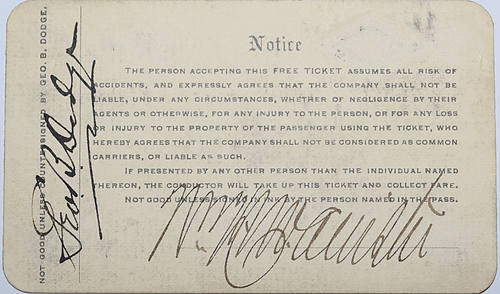 Notice
THE PERSON ACCEPTING THIS FREE TICKET ASSUMES ALL RISK OF
ACCIDENTS, AND EXPRESSLY AGREES THAT THE COMPANY SHALL NOT BE
LIABLE, UNDER ANY CIRCUMSTANCES, WHETHER OF NEGLIGENCE BY THEIR
AGENTS OR OTHERWISE, FOR ANY INJURY TO THE PERSON, OR FOR ANY LOSS
OR INJURY TO THE PROPERTY OF THE PASSENGER USING THE TICKET, WHO
HEREBY AGREES THAT THE COMPANY SHALL NOT BE CONSIDERED AS COMMON
CARRIERS, OR LIABLE AS SUCH.
IF PRESENTED BY ANY OTHER PERSON THAN THE INDIVIDUAL NAMED
THEREON, THE CONDUCTOR WILL TAKE UP THIS TICKET AND COLLECT FARE.
NOT GOOD UNLESS SIGNED IN INK BY THE PERSON NAMED IN THE PASS.
NOT GOOD UNLESS COUNTERSIGNED BY GEO. B. DODGE,
Geo. B. Dodge